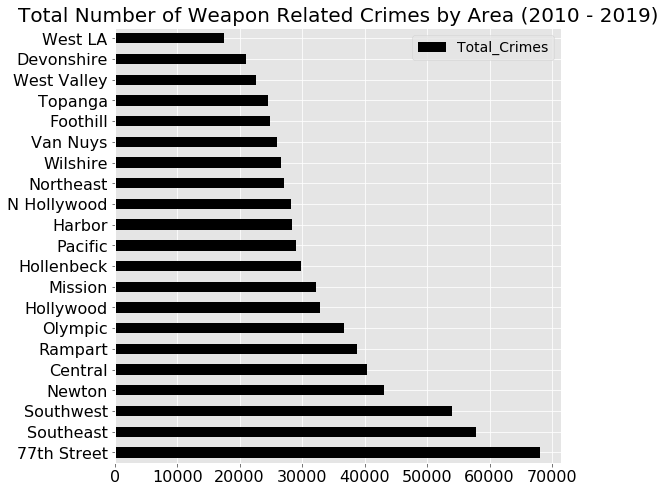 Total Number of Weapon Related Crimes by Area (2010 - 2019)
Total_Crimes
West LA
Devonshire
West Valley
Topanga
Foothill
Van Nuys
Wilshire
Northeast
N Hollywood
Harbor
Pacific
Hollenbeck
Mission
Hollywood
Olympic
Rampart
Central
Newton
Southwest
Southeast
77th Street
0 10000 20000 30000 40000 50000 60000 70000